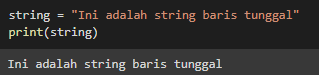 string = "Ini adalah string baris tunggal"
print(string)
Ini adalah string baris tunggal